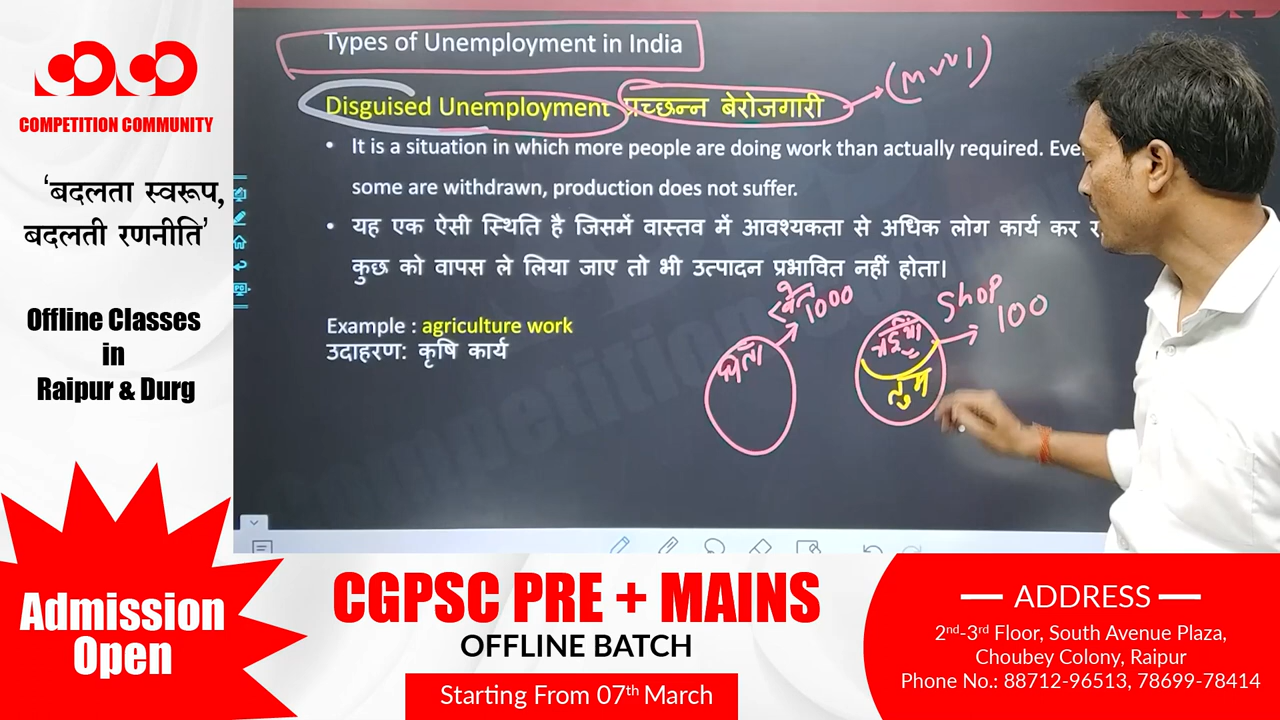 COMPETITION COMMUNITY
‘बदलता स्वरूप,
बदलती रणनीति’
Offline Classes
in
Raipur & Durg
Admission
Open
Types of Unemployment in India
Disguised Unemployment प्रच्छन्न बेरोजगारी
• It is a situation in which more people are doing work than actually required. Eve
some are withdrawn, production does not suffer.
• यह एक ऐसी स्थिति है जिसमें वास्तव में आवश्यकता से अधिक लोग कार्य कर
कुछ को वापस ले लिया जाए तो भी उत्पादन प्रभावित नहीं होता।
Example : agriculture work
उदाहरण: कृषि कार्य
खेत 1000
Shop
100
तुम
CGPSC PRE + MAINS
OFFLINE BATCH
Starting From 07th March
ADDRESS
2nd-3rd Floor, South Avenue Plaza,
Choubey Colony, Raipur
Phone No.: 88712-96513, 78699-78414